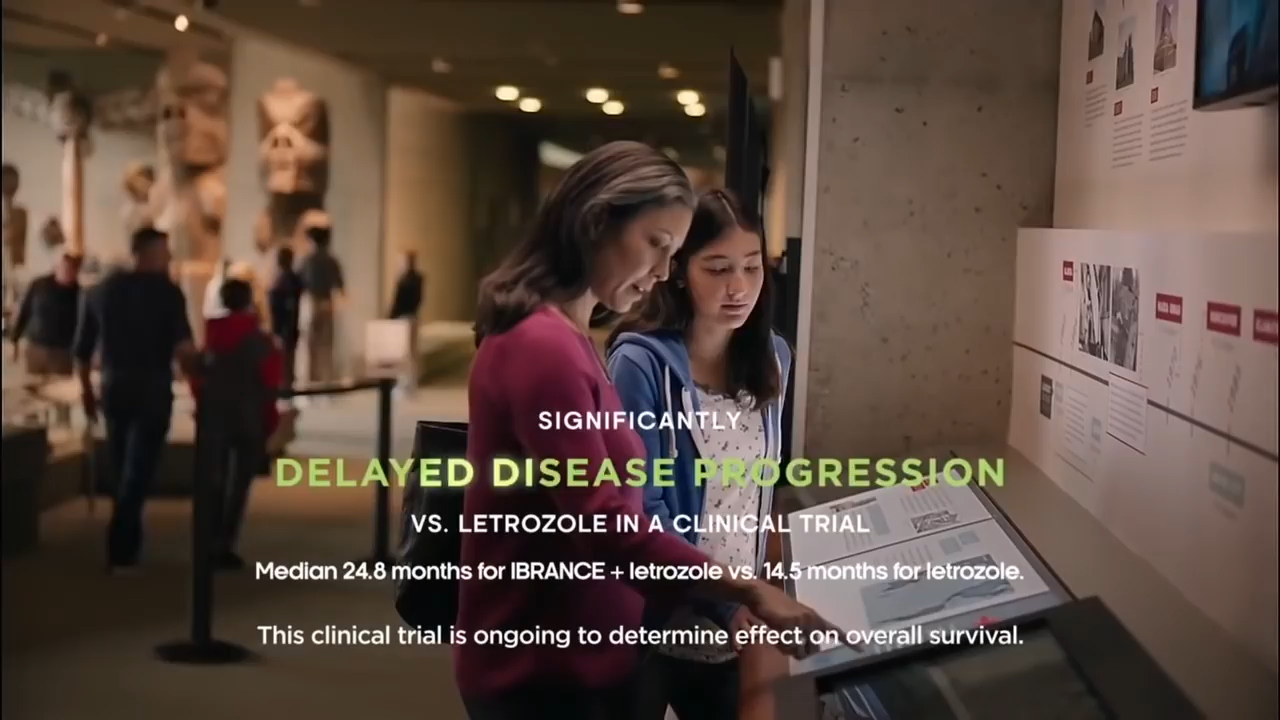 SIGNIFICANTLY
DELAYED DISEASE PROGRESSION
VS. LETROZOLE IN A CLINICAL TRIAL
Median 24.8 months for IBRANCE + letrozole vs. 14.5 months for letrozole.
This clinical trial is ongoing to determine effect on overall survival.